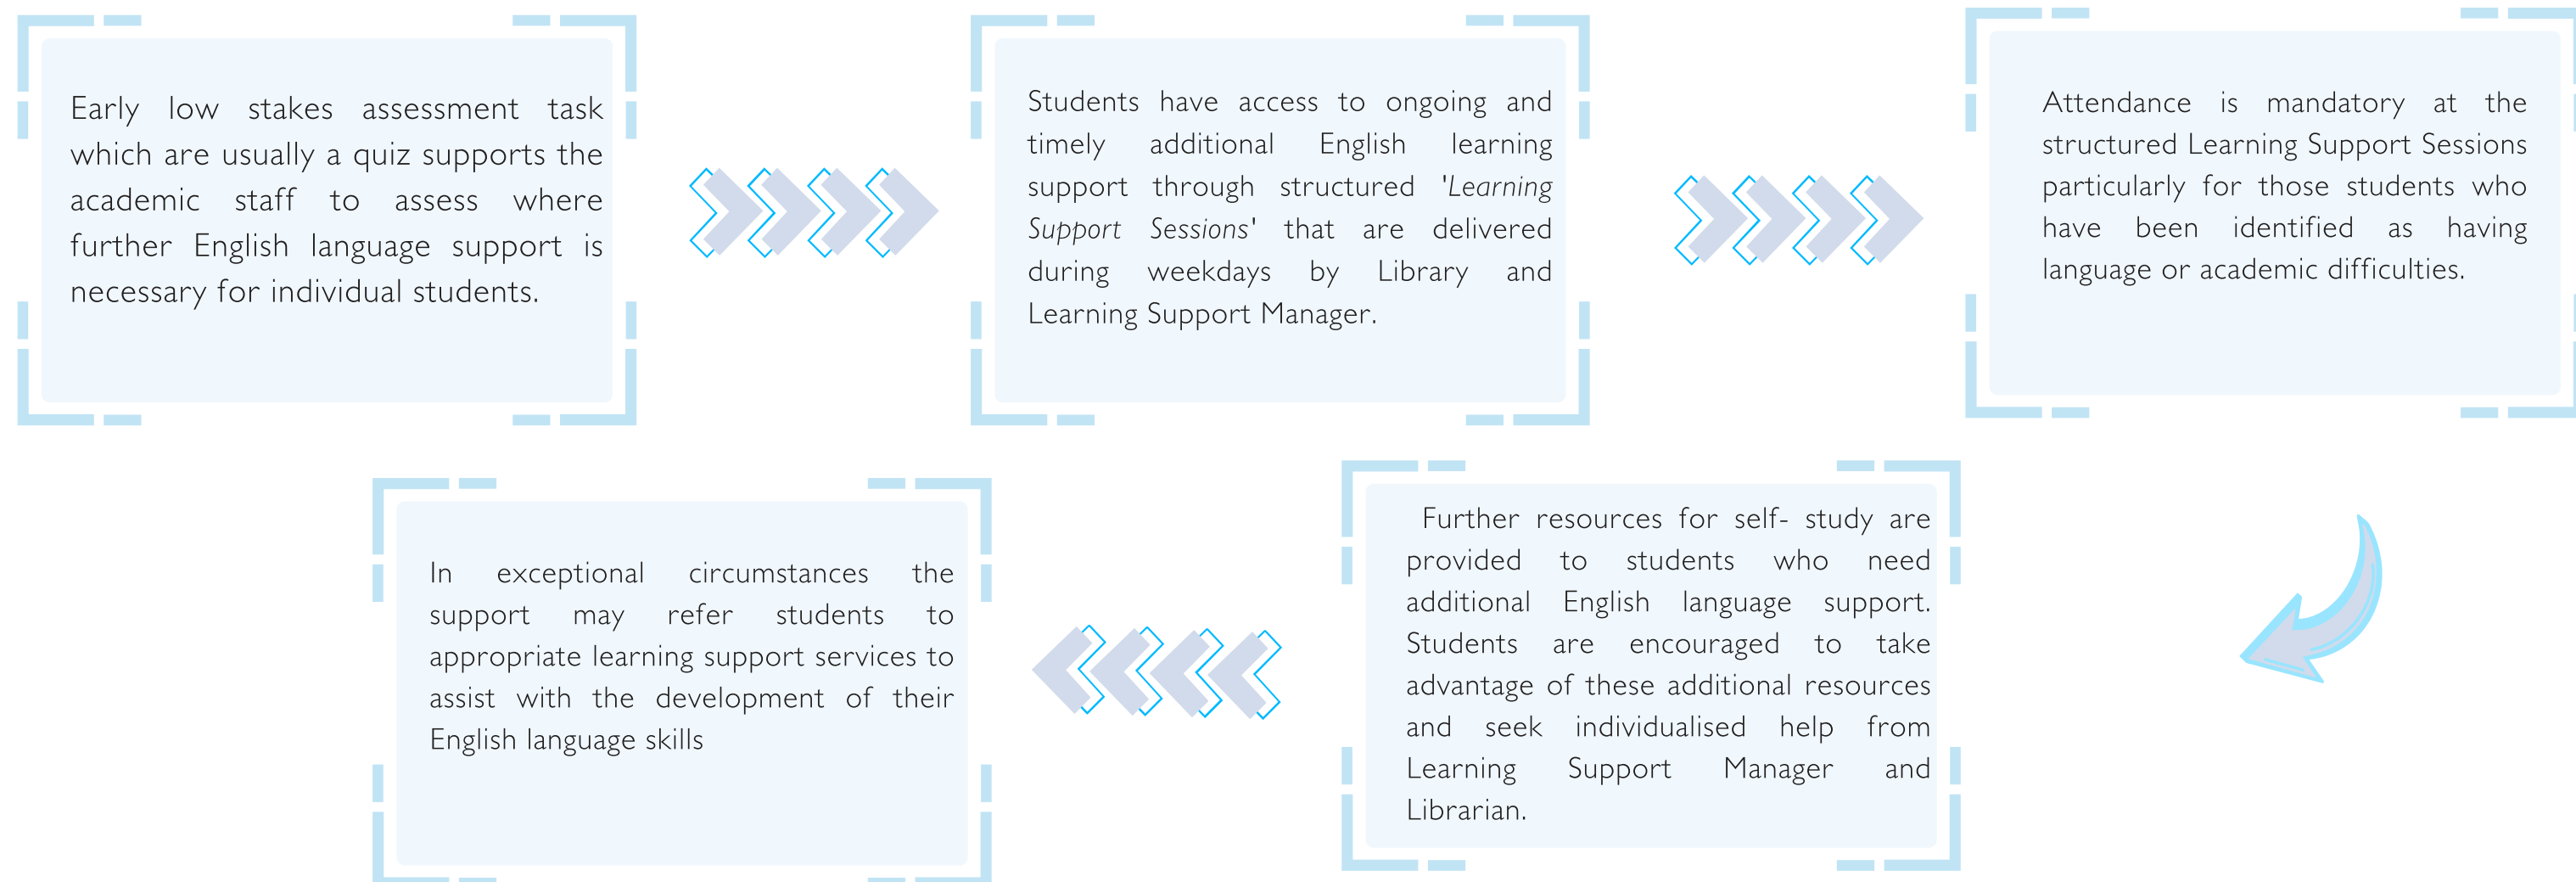 Early low stakes assessment task
which are usually a quiz supports the
academic staff to assess where
further English language support is
necessary for individual students.
Students have access to ongoing and
timely additional English learning
support through structured 'Learning
Support Sessions' that are delivered
during weekdays by Library and
Learning Support Manager.
Attendance is mandatory at the
structured Learning Support Sessions
particularly for those students who
have been identified as having
language or academic difficulties.
Further resources for self- study are
provided to students who need
additional English language support.
Students are encouraged to take
advantage of these additional resources
and seek individualised help from
Learning Support Manager and
Librarian.
In exceptional circumstances the
support may refer students to
appropriate learning support services to
assist with the development of their
English language skills